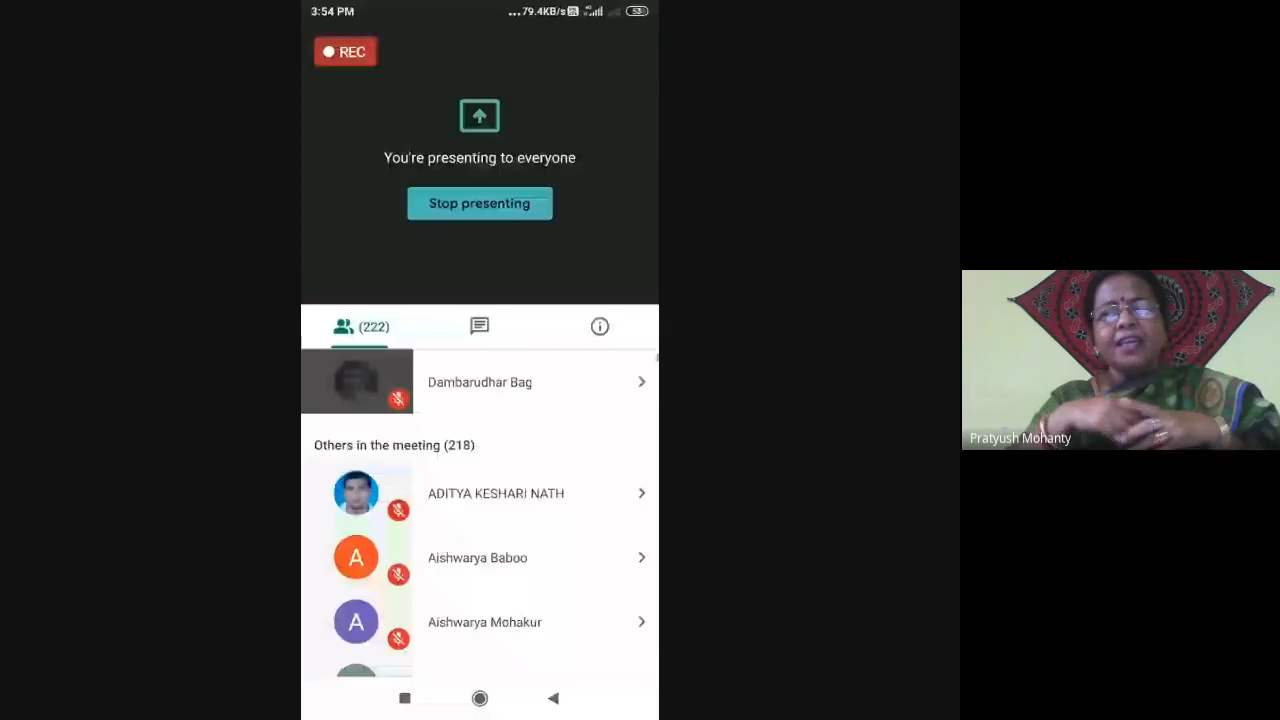 3:54 PM
...79.4KB/s 53
REC
You're presenting to everyone
Stop presenting
(222)
Dambarudhar Bag
Others in the meeting (218)
ADITYA KESHARI NATH
A
Aishwarya Baboo
A
Aishwarya Mohakur
Pratyush Mohanty